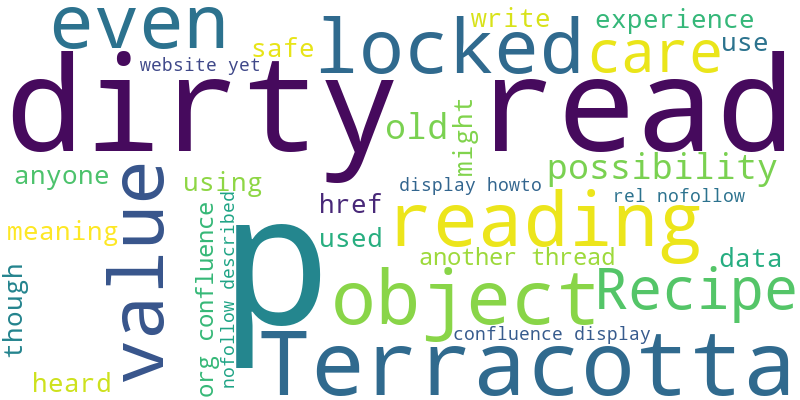 even
safe
website yet
locked
write
experience
care
use
dirty read
old
might
possibility
anyone
using
display howto
rel nofollow
value
href
meaning
used
reading
another thread
data
org confluence
nofollow described
p
object
Recipe
though
confluence display
Terracotta
heard